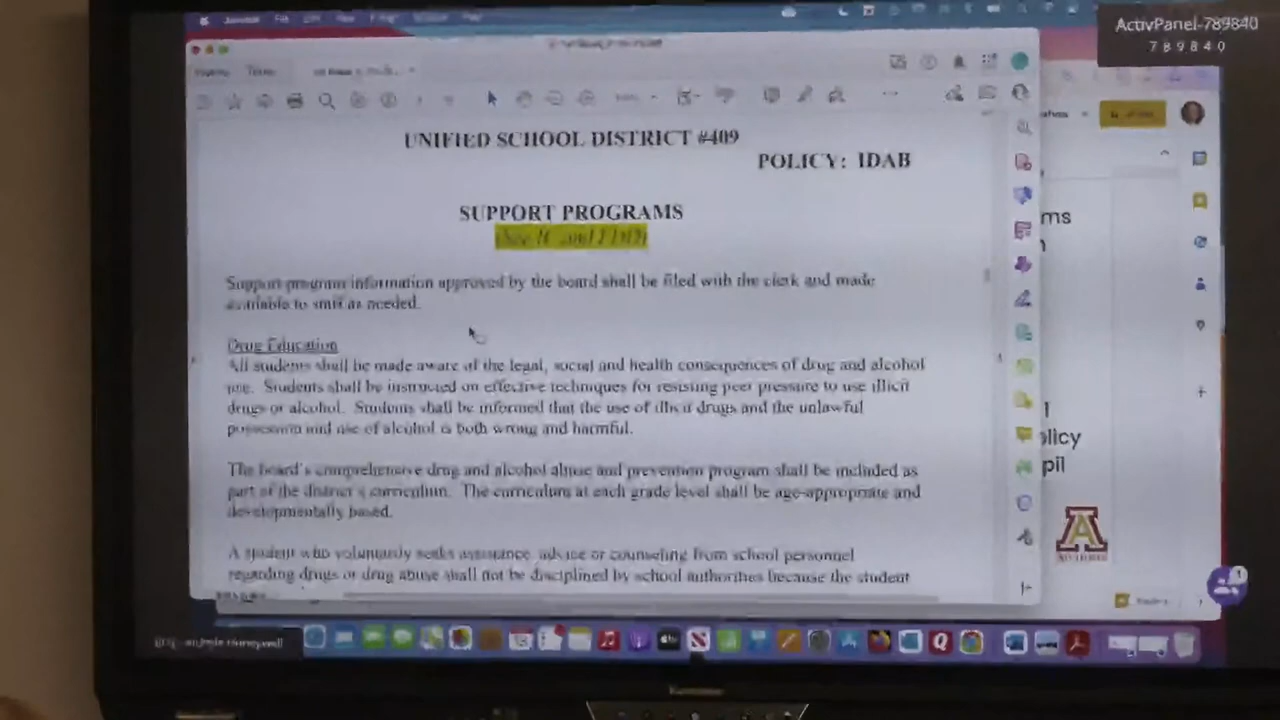 ActivPanel-789840
789840
UNIFIED SCHOOL DISTRICT #409
POLICY: IDAB
SUPPORT PROGRAMS
Support program information approved by the board shall be filed with the clerk and made
available to staff as needed.
Drug Education
All students shall be made aware of the legal, social and health consequences of drug and alcohol
use. Students shall be instructed on effective techniques for resisting peer pressure to use illicit
drugs or alcohol. Students shall be informed that the use of illicit drugs and the unlawful
possession and use of alcohol is both wrong and harmful.
The board's comprehensive drug and alcohol abuse and prevention program shall be included as
part of the district's curriculum. The curriculum at each grade level shall be age-appropriate and
developmentally based.
A student who voluntarily seeks assistance, advice or counseling from school personnel
regarding drugs or drug abuse shall not be disciplined by school authorities because the student
ms
olicy
pil
A
1